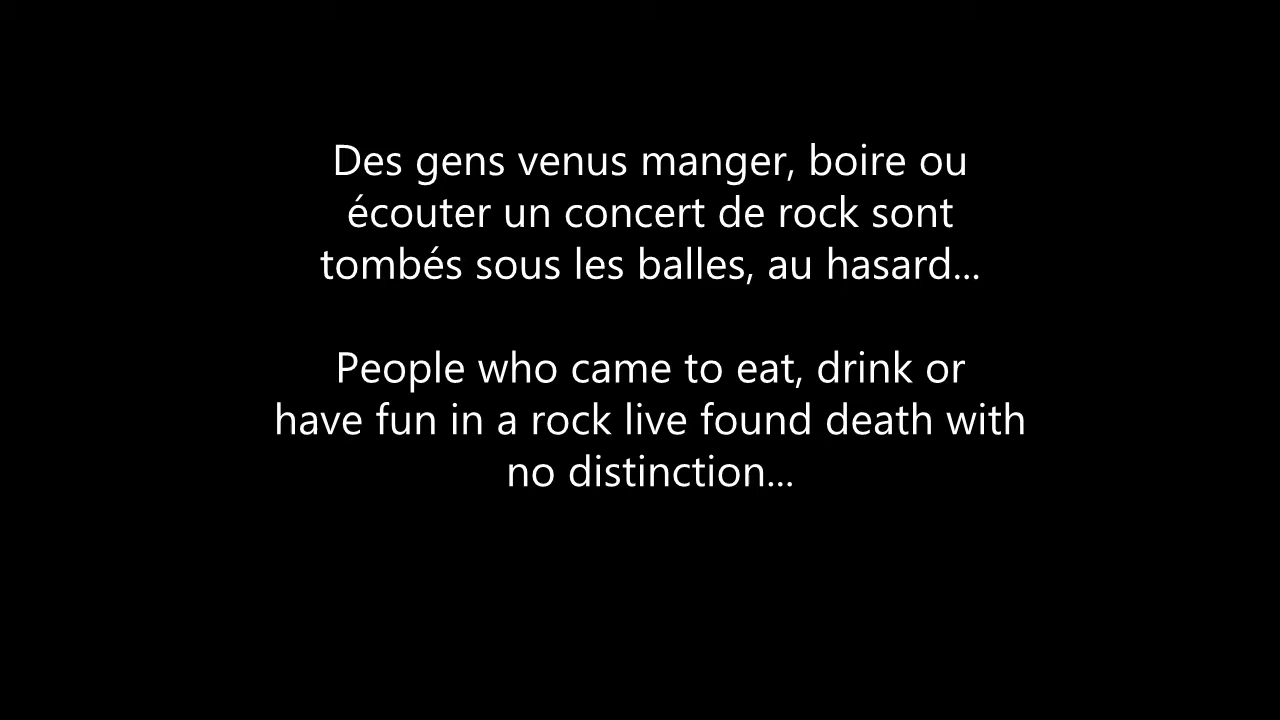 Des gens venus manger, boire ou
écouter un concert de rock sont
tombés sous les balles, au hasard...
People who came to eat, drink or
have fun in a rock live found death with
no distinction...